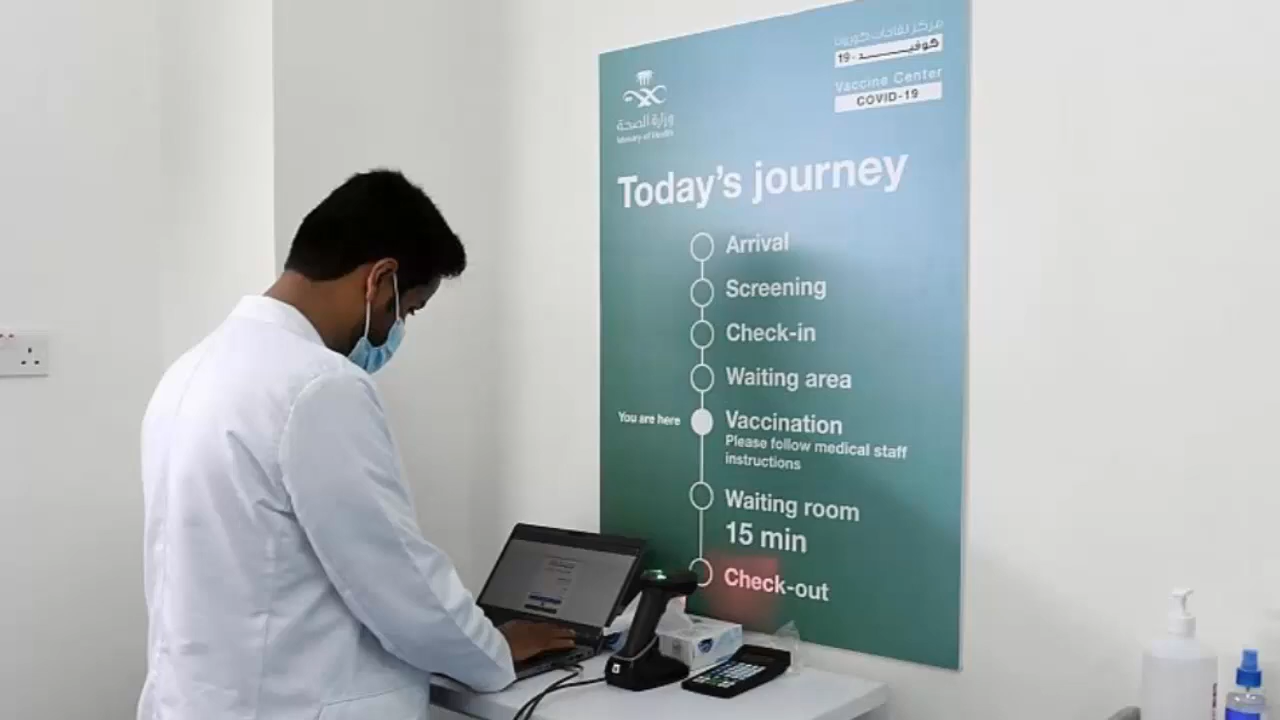 مركز لقاحات كورونا
كوفيــــــد - 19
Vaccine Center
COVID-19
وزارة الصحة
Ministry of Health
Today's journey
Arrival
Screening
Check-in
Waiting area
You are here
Vaccination
Please follow medical staff
instructions
Waiting room
15 min
Check-out